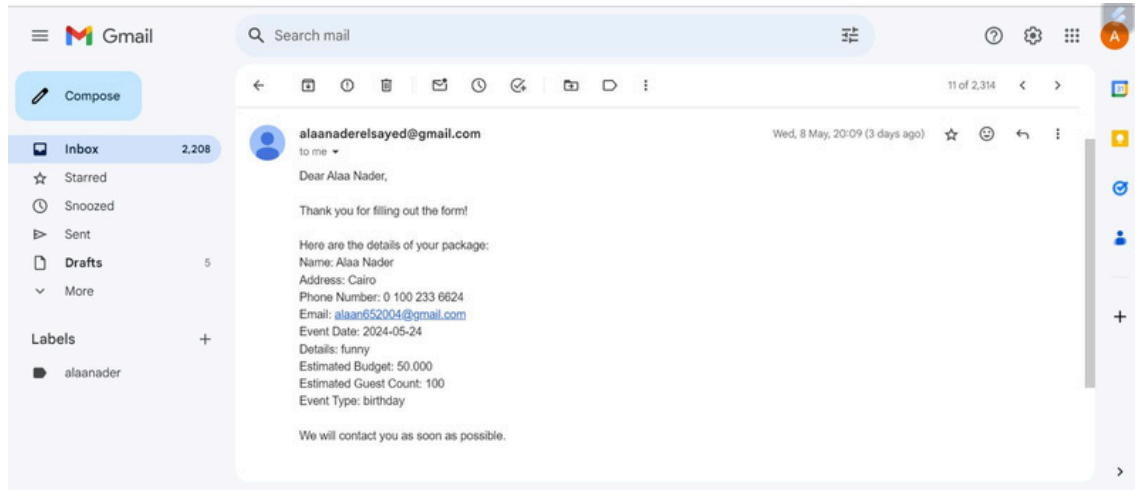 Gmail
Search mail
A
Compose
11 of 2,314
31
Inbox 2,208
Starred
Snoozed
Sent
Drafts 5
More
Labels
alaanader
alaanaderelsayed@gmail.com
Wed, 8 May, 20:09 (3 days ago)
to me
Dear Alaa Nader,
Thank you for filling out the form!
Here are the details of your package:
Name: Alaa Nader
Address: Cairo
Phone Number: 0 100 233 6624
Email: alaan652004@gmail.com
Event Date: 2024-05-24
Details: funny
Estimated Budget: 50.000
Estimated Guest Count: 100
Event Type: birthday
We will contact you as soon as possible.